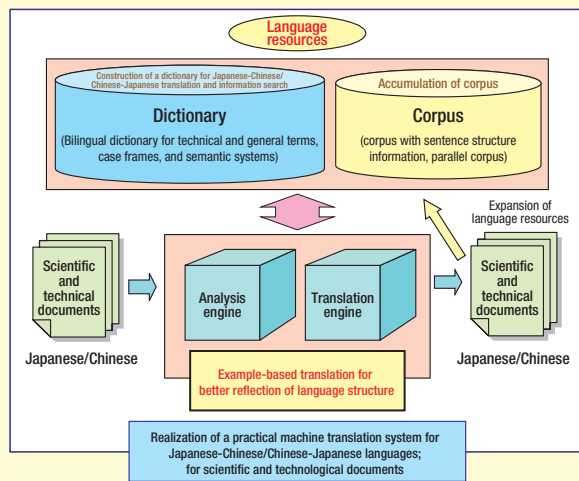 Language
resources
Construction of a dictionary for Japanese-Chinese/
Chinese-Japanese translation and information search
Dictionary
(Bilingual dictionary for technical and general terms,
case frames, and semantic systems)
Accumulation of corpus
Corpus
(corpus with sentence structure
information, parallel corpus)
Expansion of
language resources
Scientific
and
technical
documents
Japanese/Chinese
Analysis
engine
Translation
engine
Scientific
and
technical
documents
Japanese/Chinese
Example-based translation for
better reflection of language structure
Realization of a practical machine translation system for
Japanese-Chinese/Chinese-Japanese languages;
for scientific and technological documents